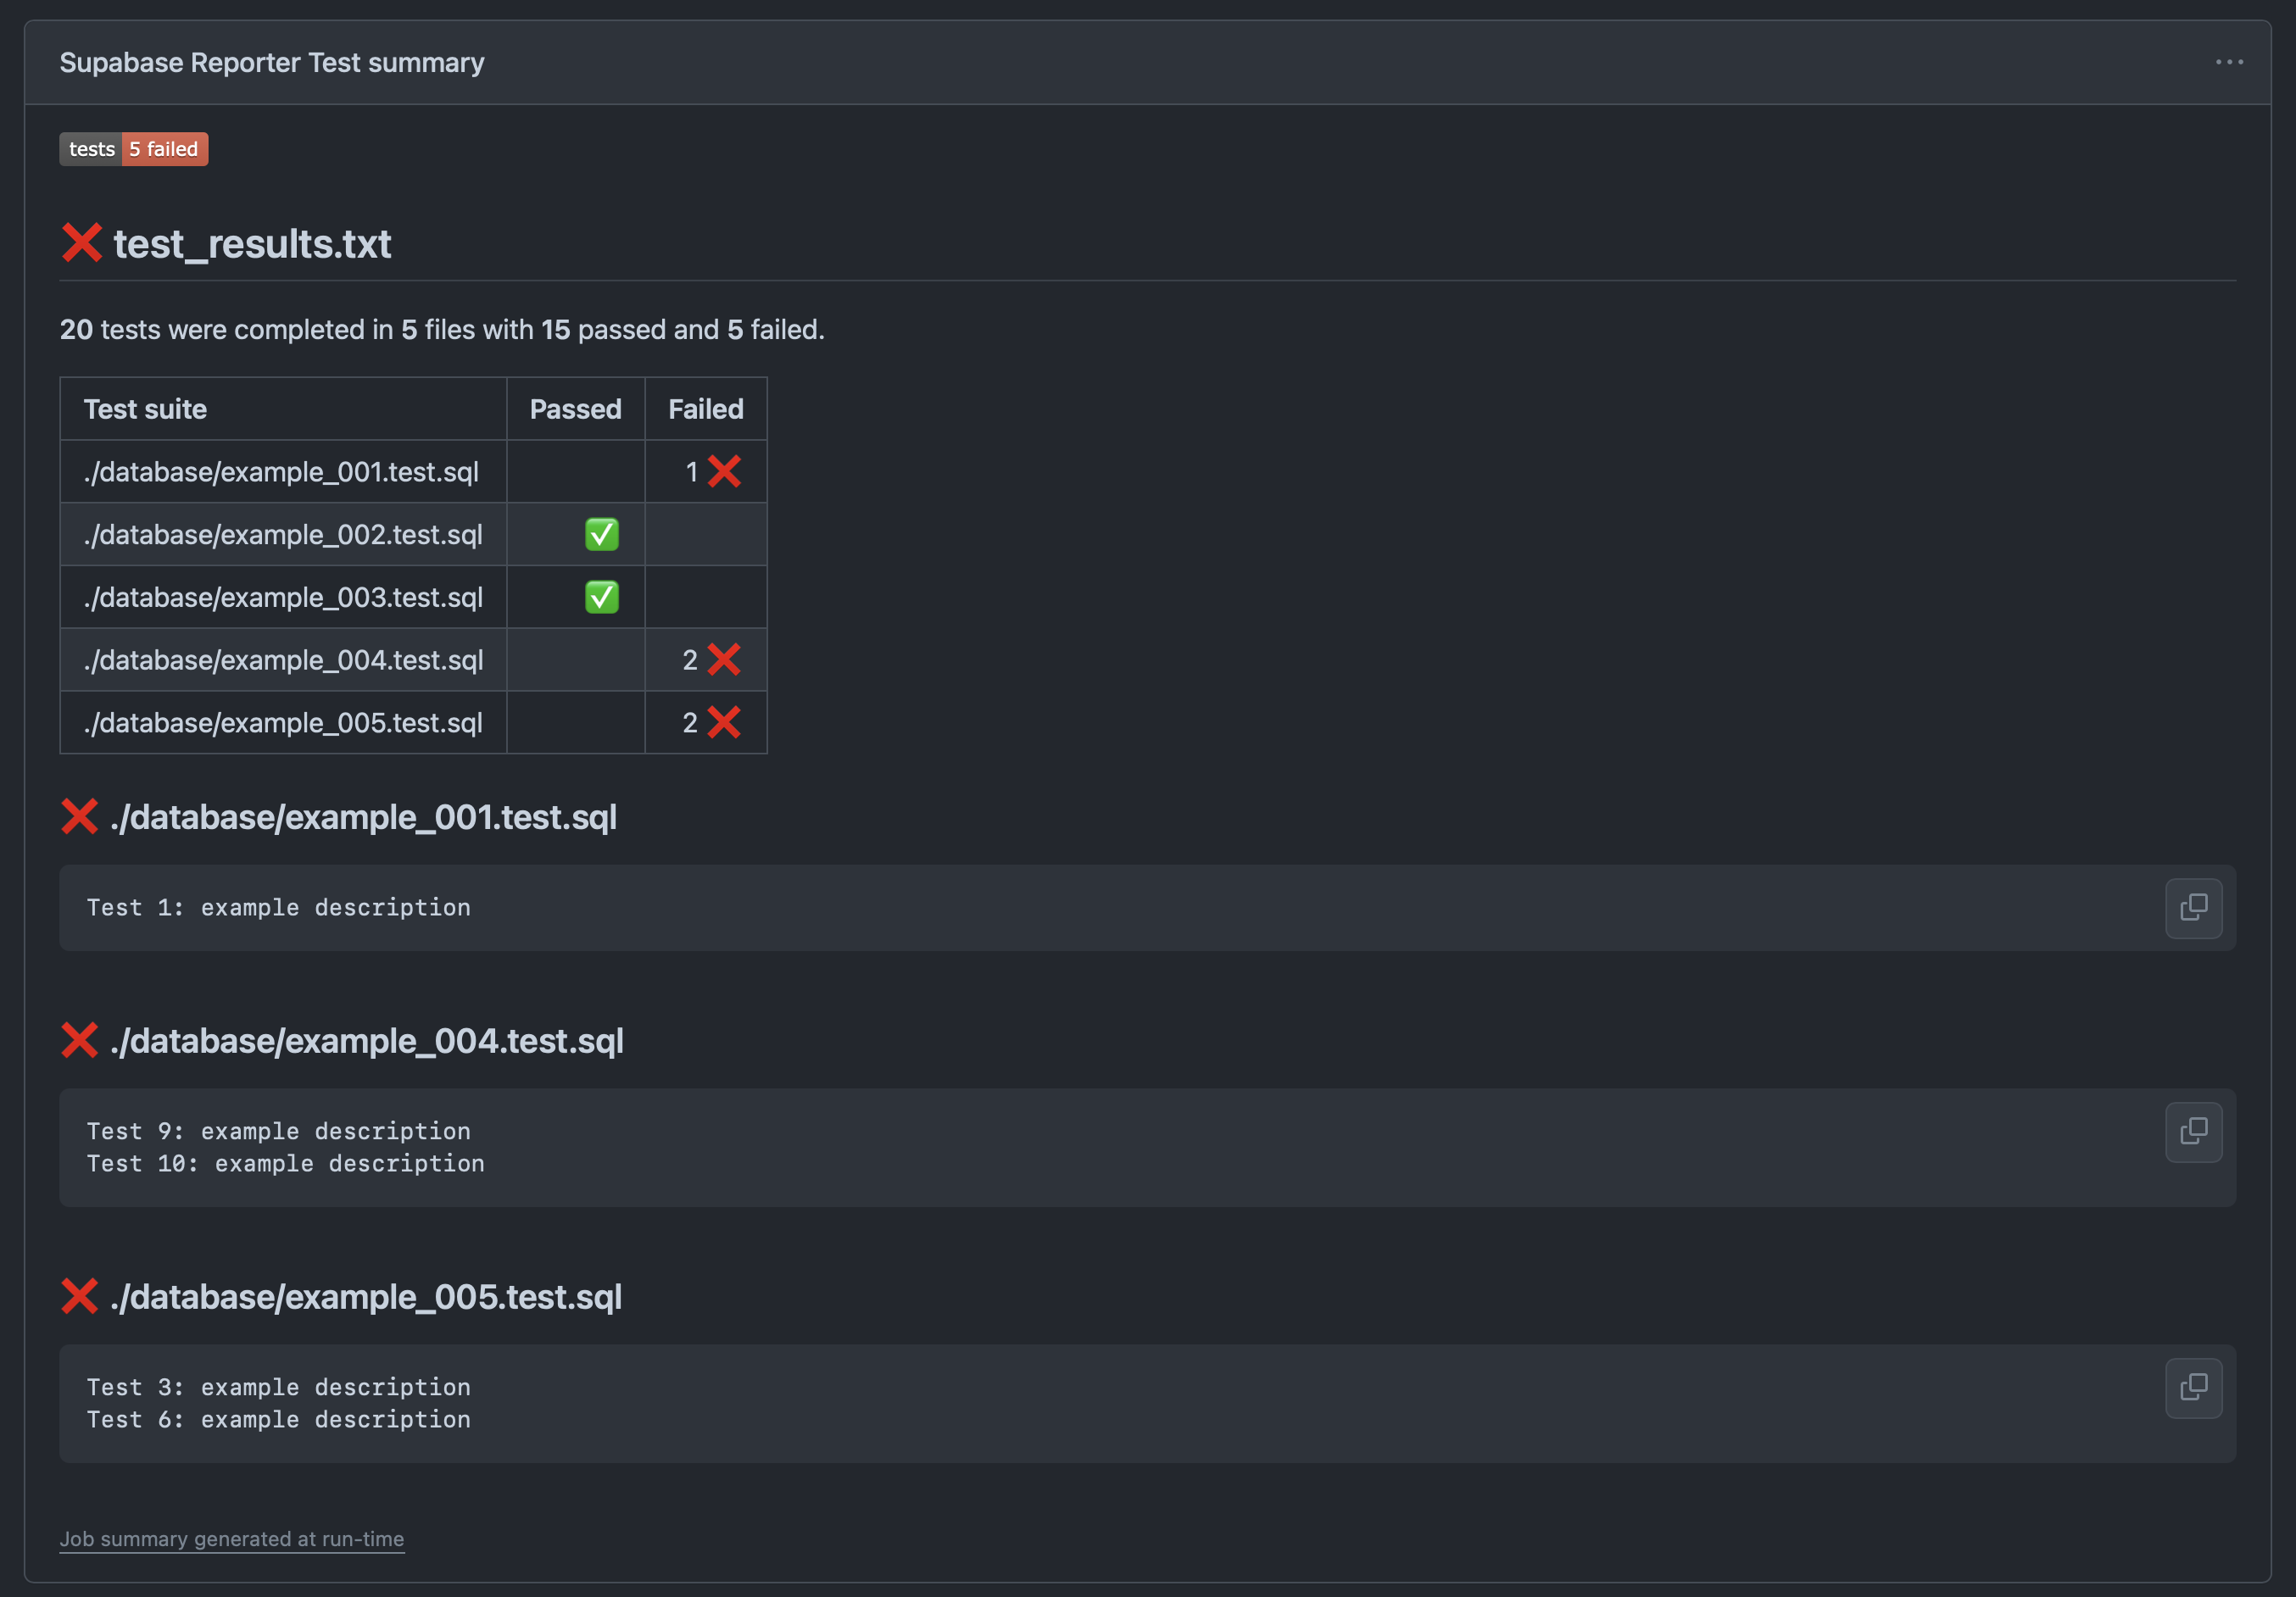 Supabase Reporter Test summary
tests 5 failed
❌ test_results.txt
20 tests were completed in 5 files with 15 passed and 5 failed.
Test suite Passed Failed
./database/example_001.test.sql 1 ❌
./database/example_002.test.sql ✅
./database/example_003.test.sql ✅
./database/example_004.test.sql 2 ❌
./database/example_005.test.sql 2 ❌
❌ ./database/example_001.test.sql
Test 1: example description
❌ ./database/example_004.test.sql
Test 9: example description
Test 10: example description
❌ ./database/example_005.test.sql
Test 3: example description
Test 6: example description
Job summary generated at run-time